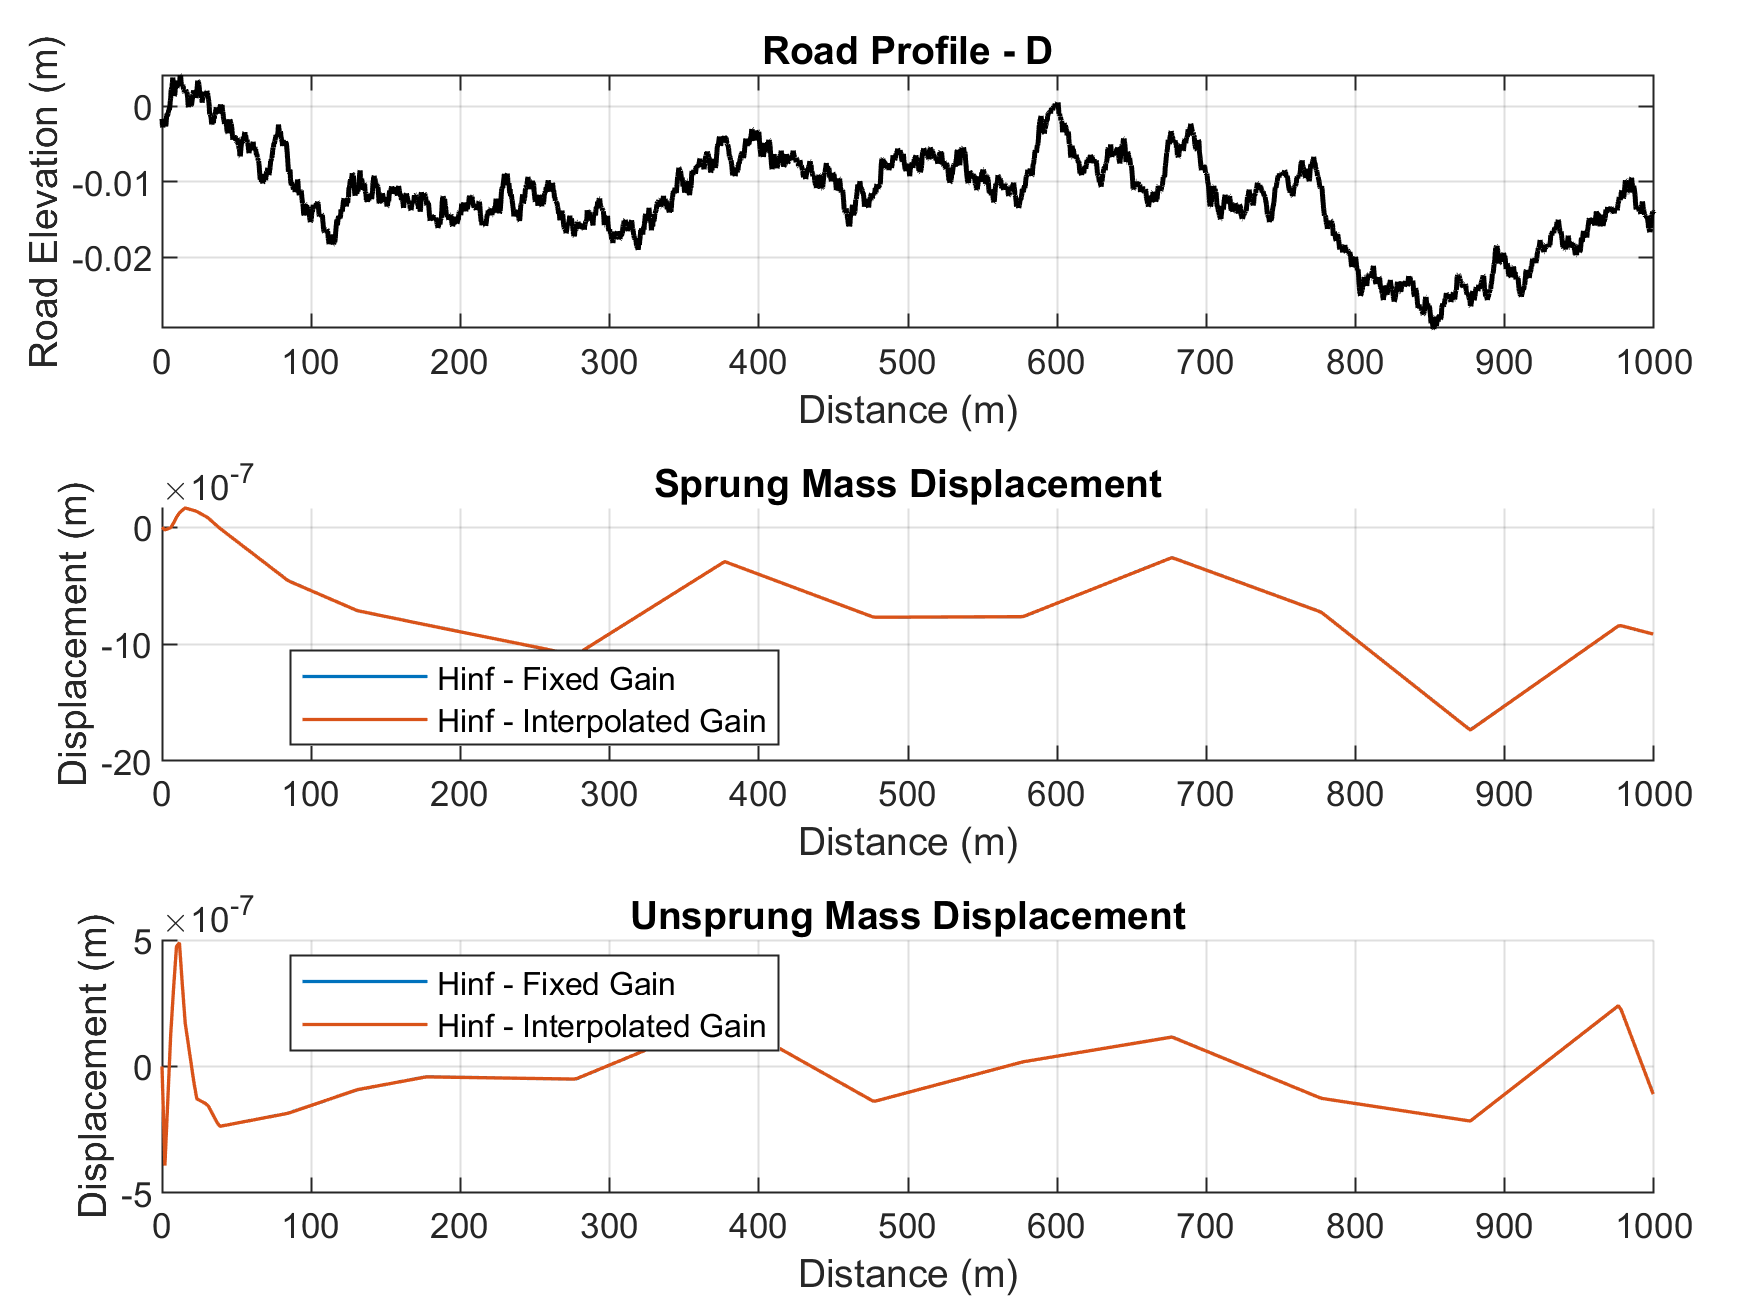 Road Profile - D
Road Elevation (m)
0
-0.01
-0.02
0 100 200 300 400 500 600 700 800 900 1000
Distance (m)
Sprung Mass Displacement
×10-7
Displacement (m)
0
-10
-20
Hinf - Fixed Gain
Hinf - Interpolated Gain
0 100 200 300 400 500 600 700 800 900 1000
Distance (m)
Unsprung Mass Displacement
×10-7
Displacement (m)
5
0
-5
Hinf - Fixed Gain
Hinf - Interpolated Gain
0 100 200 300 400 500 600 700 800 900 1000
Distance (m)